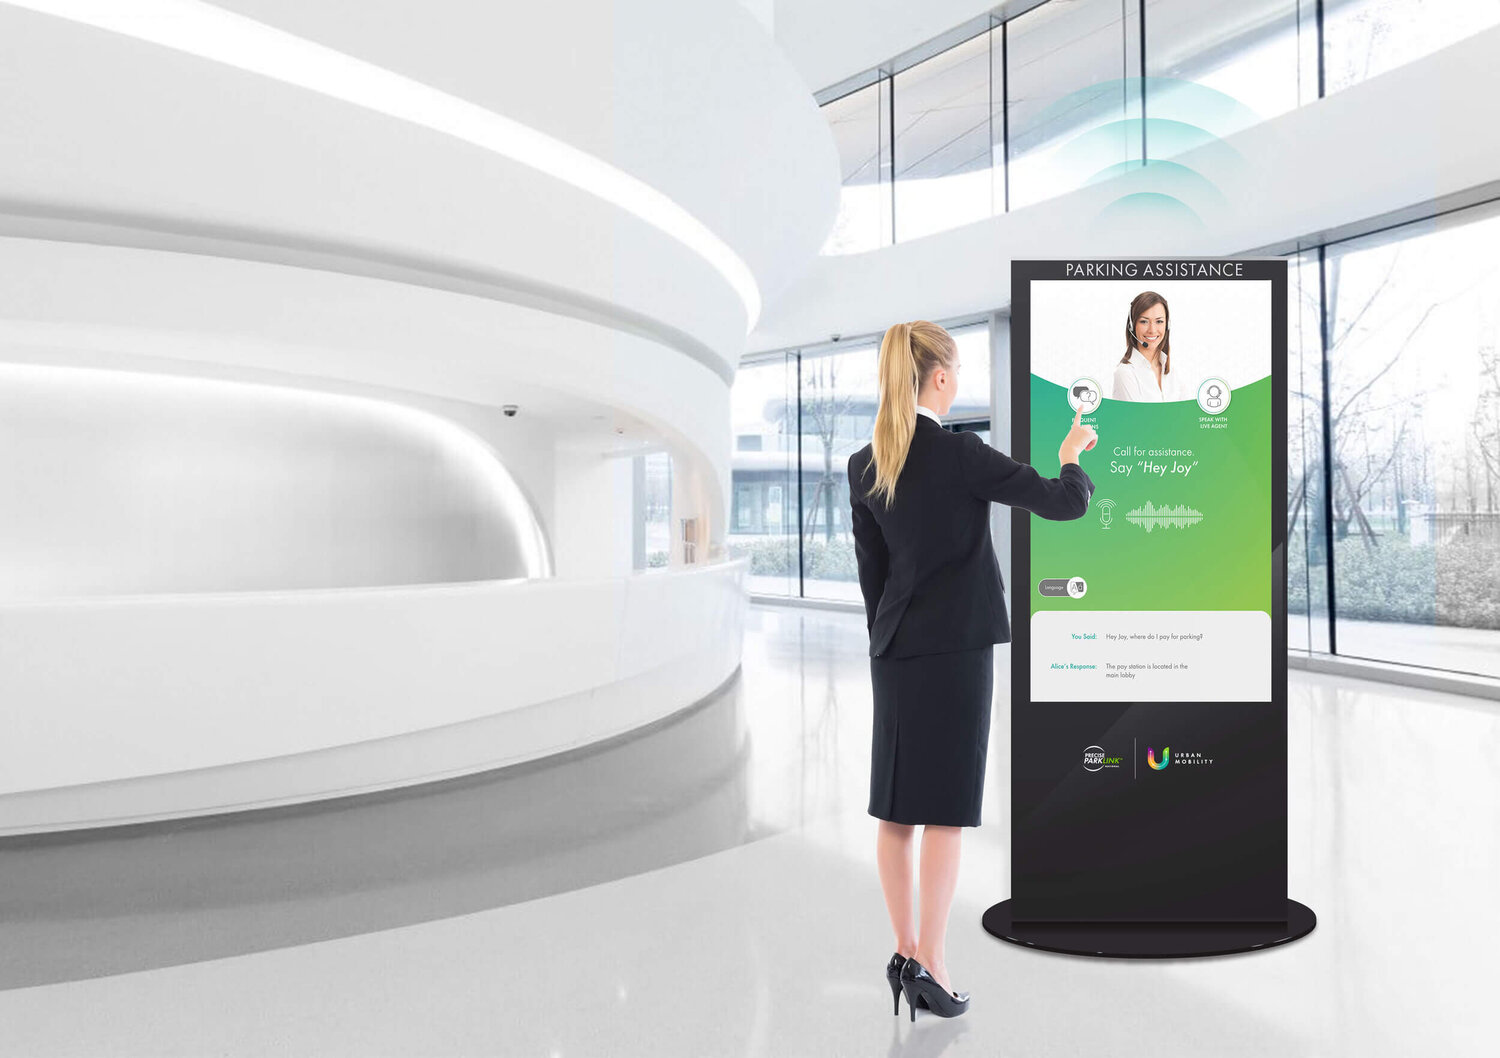 PARKING ASSISTANCE
SPEAK WITH
LIVE AGENT
Call for assistance.
Say "Hey Joy"
Language
You Said: Hey Joy, where do I pay for parking?
Alice's Response: The pay station is located in the
main lobby
PRECISE
PARKLINK™
URBAN
MOBILITY